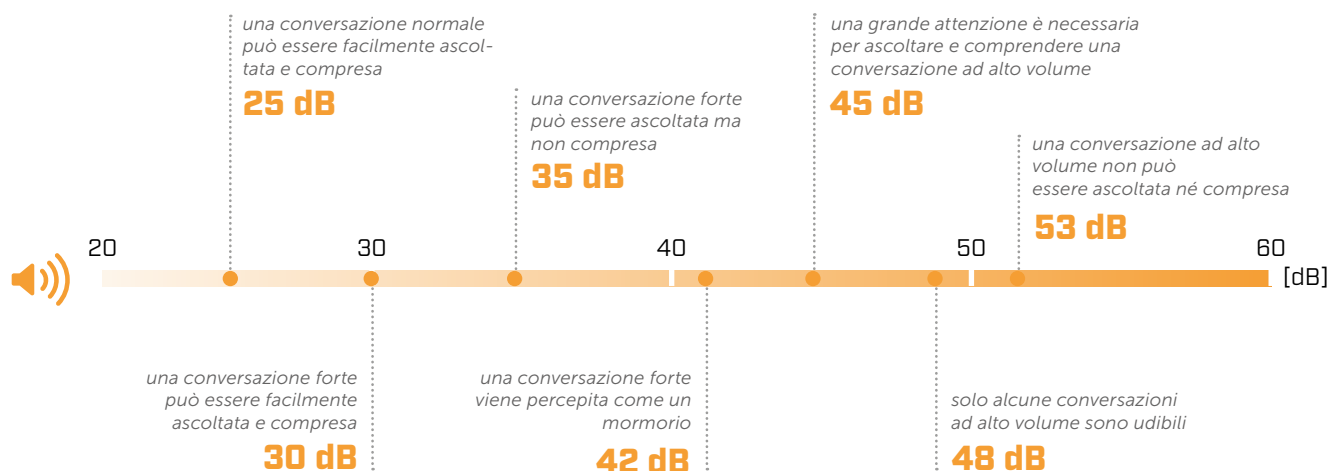 una conversazione normale
può essere facilmente ascol-
tata e compresa
25 dB
una conversazione forte
può essere ascoltata ma
non compresa
35 dB
una grande attenzione è necessaria
per ascoltare e comprendere una
conversazione ad alto volume
45 dB
una conversazione ad alto
volume non può
essere ascoltata né compresa
53 dB
20 30 40 50 60
[dB]
una conversazione forte
può essere facilmente
ascoltata e compresa
30 dB
una conversazione forte
viene percepita come un
mormorio
42 dB
solo alcune conversazioni
ad alto volume sono udibili
48 dB